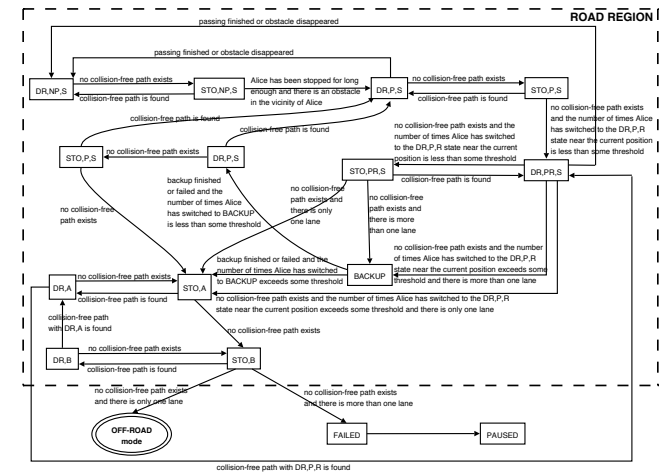 ROAD REGION
passing finished or obstacle disappeared
passing finished or obstacle disappeared
DR,NP,S
no collision-free path exists
collision-free path is found
STO,NP,S
Alice has been stopped for long
enough and there is an obstacle
in the vicinity of Alice
DR,P,S
no collision-free path exists
collision-free path is found
STO,P,S
no collision-free path exists
and the number of times Alice
has switched to the DR,P,R
state near the current position
is less than some threshold
collision-free path is found
collision-free path is found
STO,P,S
no collision-free path exists
DR,P,S
no collision-free path exists and the
number of times Alice has switched
to the DR,P,R state near the current
position is less than some threshold
STO,PR,S
collision-free path is found
DR,PR,S
backup finished
or failed and the
number of times Alice
has switched to BACKUP
is less than some threshold
no collision-free
path exists and
there is only
one lane
no collision-free
path exists and
there is more
than one lane
no collision-free
path exists
backup finished or failed and the
number of times Alice has switched
to BACKUP exceeds some threshold
BACKUP
no collision-free path exists and the number
of times Alice has switched to the DR,P,R
state near the current position exceeds some
threshold and there is more than one lane
DR,A
no collision-free path exists
collision-free path is found
STO,A
no collision-free path exists and the number of times Alice has switched to the DR,P,R
state near the current position exceeds some threshold and there is only one lane
collision-free path
with DR,A is found
no collision-free path exists
DR,B
no collision-free path exists
collision-free path is found
STO,B
no collision-free path exists
and there is only one lane
no collision-free path exists
and there is more than one lane
OFF-ROAD
mode
FAILED
PAUSED
collision-free path with DR,P,R is found